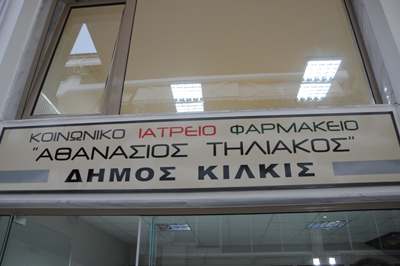 ΚΟΙΝΩΝΙΚΟ ΙΑΤΡΕΙΟ ΦΑΡΜΑΚΕΙΟ
"ΑΘΑΝΑΣΙΟΣ ΤΗΛΙΑΚΟΣ"
ΔΗΜΟΣ ΚΙΛΚΙΣ